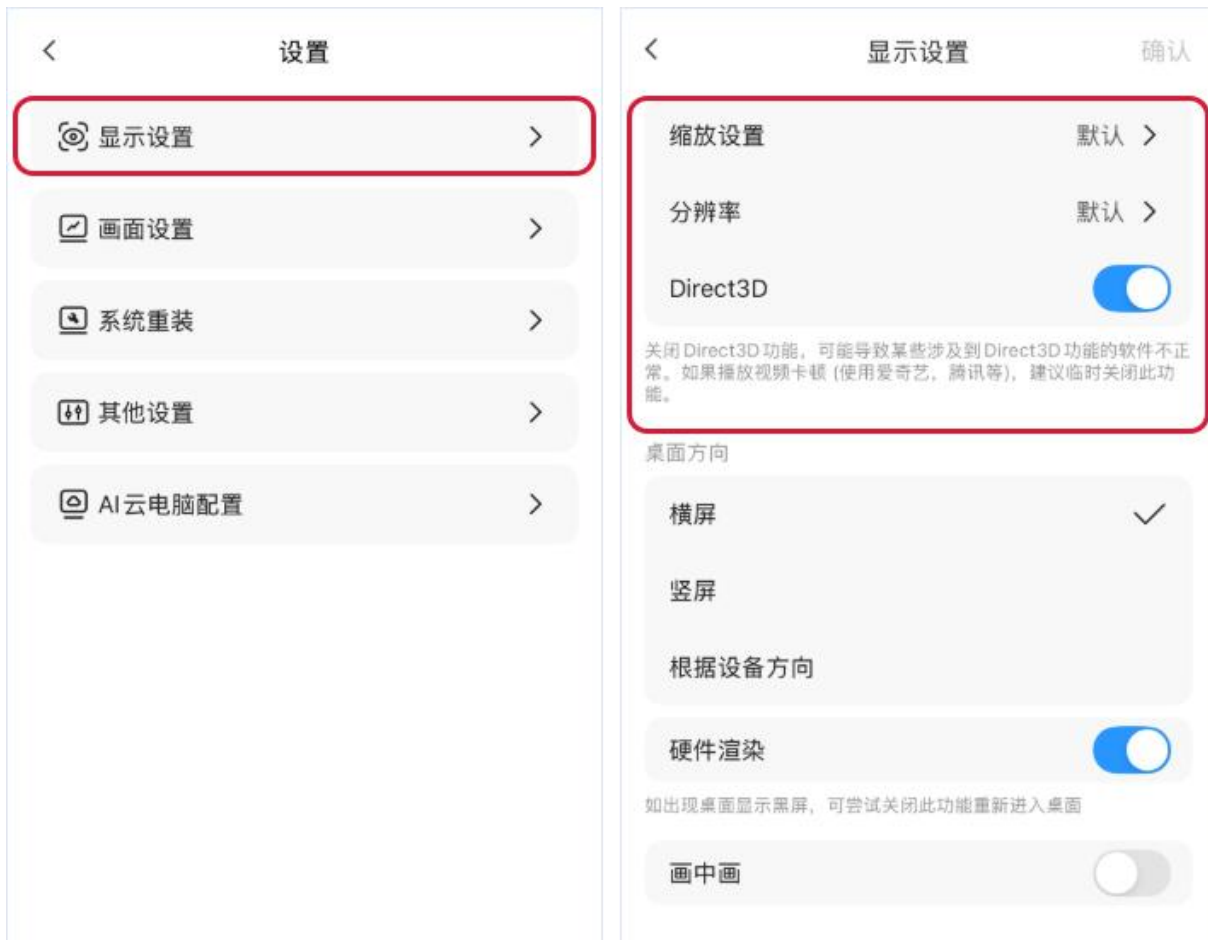 设置
显示设置
画面设置
系统重装
其他设置
AI云电脑配置
显示设置 确认
缩放设置 默认
分辨率 默认
Direct3D
关闭Direct3D功能，可能导致某些涉及到Direct3D功能的软件不正
常。如果播放视频卡顿 (使用爱奇艺，腾讯等)，建议临时关闭此功
能。
桌面方向
横屏
竖屏
根据设备方向
硬件渲染
如出现桌面显示黑屏，可尝试关闭此功能重新进入桌面
画中画